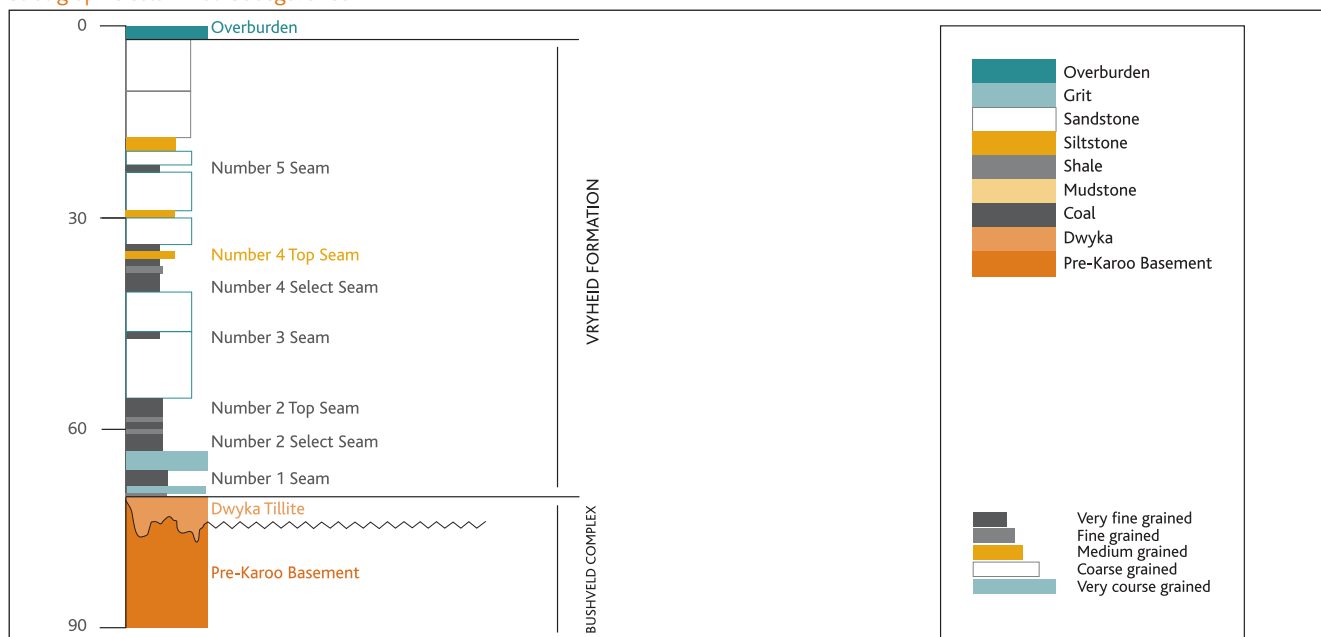 0
Overburden
Number 5 Seam
30
Number 4 Top Seam
Number 4 Select Seam
Number 3 Seam
Number 2 Top Seam
60
Number 2 Select Seam
Number 1 Seam
Dwyka Tillite
Pre-Karoo Basement
90
VRYHEID FORMATION
BUSHVELD COMPLEX
Overburden
Grit
Sandstone
Siltstone
Shale
Mudstone
Coal
Dwyka
Pre-Karoo Basement
Very fine grained
Fine grained
Medium grained
Coarse grained
Very course grained